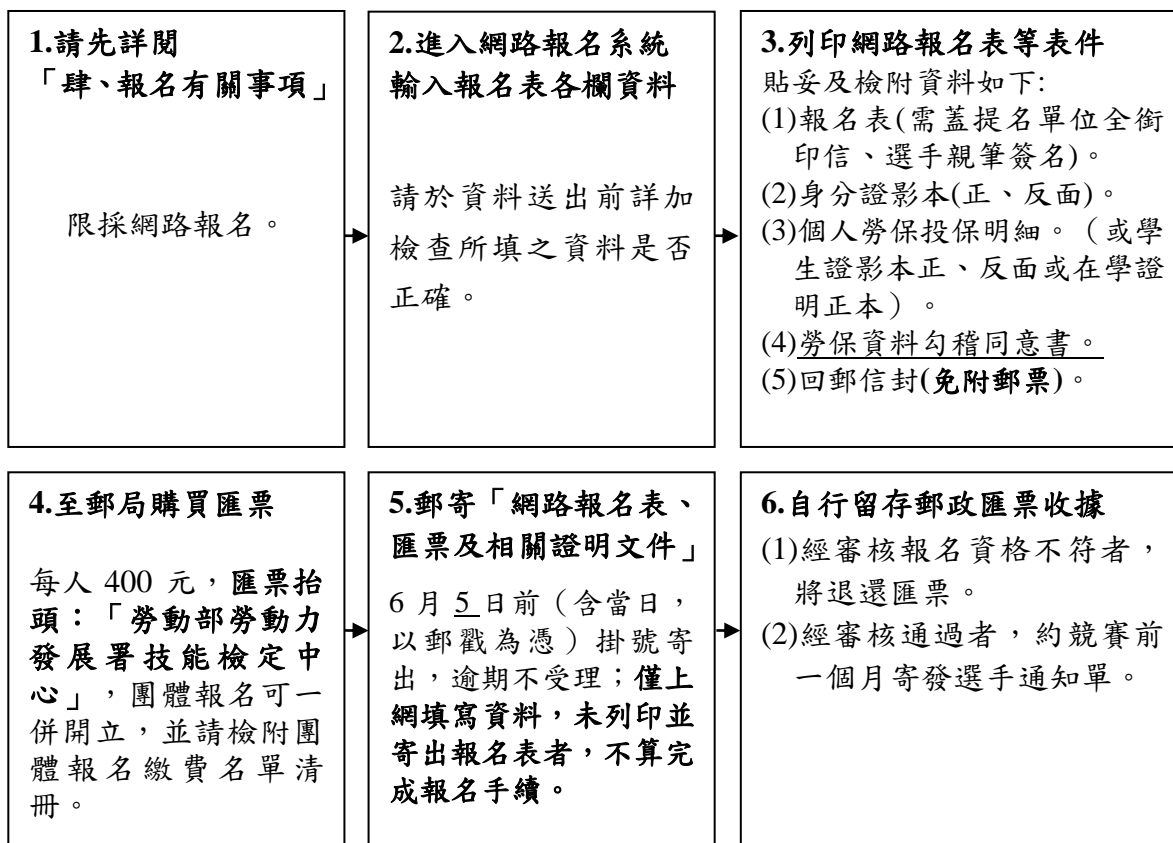 1.請先詳閱
「肆、報名有關事項」
限採網路報名。
2.進入網路報名系統
輸入報名表各欄資料
請於資料送出前詳加
檢查所填之資料是否
正確。
3.列印網路報名表等表件
貼妥及檢附資料如下:
(1)報名表(需蓋提名單位全銜
印信、選手親筆簽名)。
(2)身分證影本(正、反面)。
(3)個人勞保投保明細。（或學
生證影本正、反面或在學證
明正本）。
(4)勞保資料勾稽同意書。
(5)回郵信封(免附郵票)。
4.至郵局購買匯票
每人 400 元，匯票抬
頭：「勞動部勞動力
發展署技能檢定中
心」，團體報名可一
併開立，並請檢附團
體報名繳費名單清
冊。
5.郵寄「網路報名表、
匯票及相關證明文件」
6 月 5 日前（含當日，
以郵戳為憑）掛號寄
出，逾期不受理；僅上
網填寫資料，未列印並
寄出報名表者，不算完
成報名手續。
6.自行留存郵政匯票收據
(1)經審核報名資格不符者，
將退還匯票。
(2)經審核通過者，約競賽前
一個月寄發選手通知單。